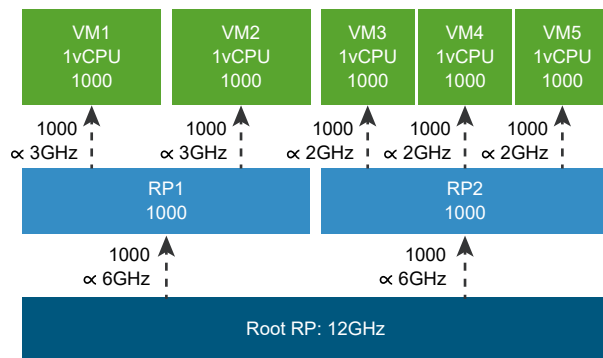 VM1
1vCPU
1000
VM2
1vCPU
1000
VM3
1vCPU
1000
VM4
1vCPU
1000
VM5
1vCPU
1000
1000
∝ 3GHz
1000
∝ 3GHz
1000
∝ 2GHz
1000
∝ 2GHz
1000
∝ 2GHz
RP1
1000
RP2
1000
1000
∝ 6GHz
1000
∝ 6GHz
Root RP: 12GHz